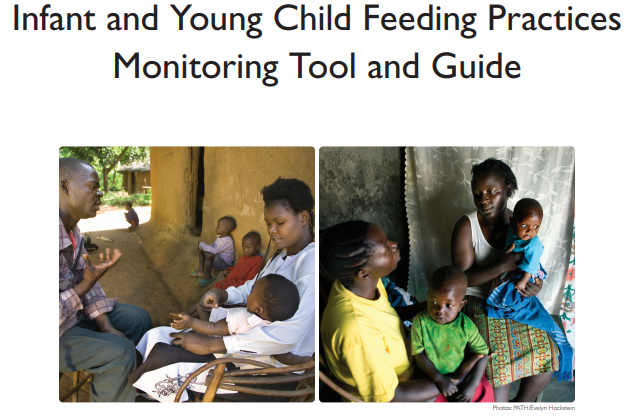 Infant and Young Child Feeding Practices
Monitoring Tool and Guide
Photos: PATH/Evelyn Hockstein